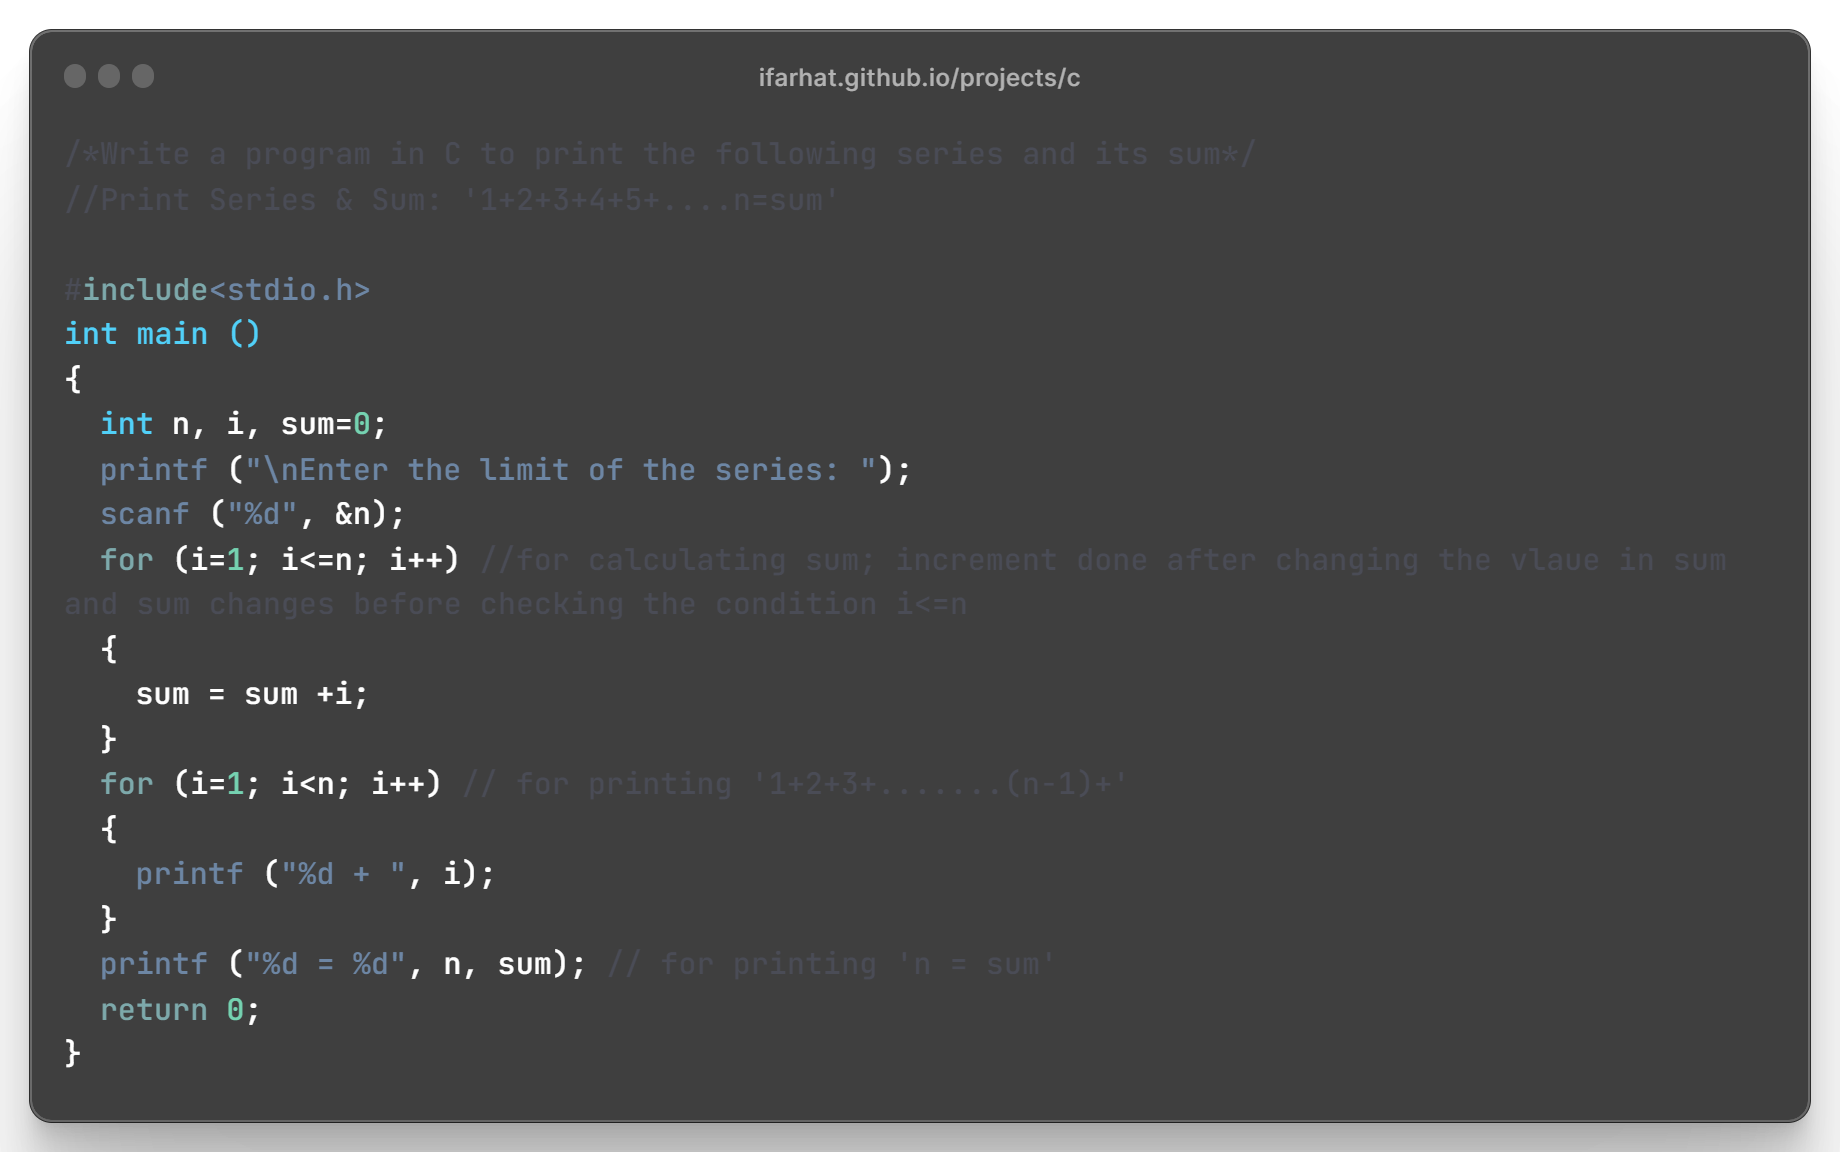 ifarhat.github.io/projects/c
/*Write a program in C to print the following series and its sum*/
//Print Series & Sum: '1+2+3+4+5+....n=sum'
#include<stdio.h>
int main ()
{
  int n, i, sum=0;
  printf ("\nEnter the limit of the series: ");
  scanf ("%d", &n);
  for (i=1; i<=n; i++) //for calculating sum; increment done after changing the vlaue in sum
and sum changes before checking the condition i<=n
  {
    sum = sum +i;
  }
  for (i=1; i<n; i++) // for printing '1+2+3+.......(n-1)+'
  {
    printf ("%d + ", i);
  }
  printf ("%d = %d", n, sum); // for printing 'n = sum'
  return 0;
}